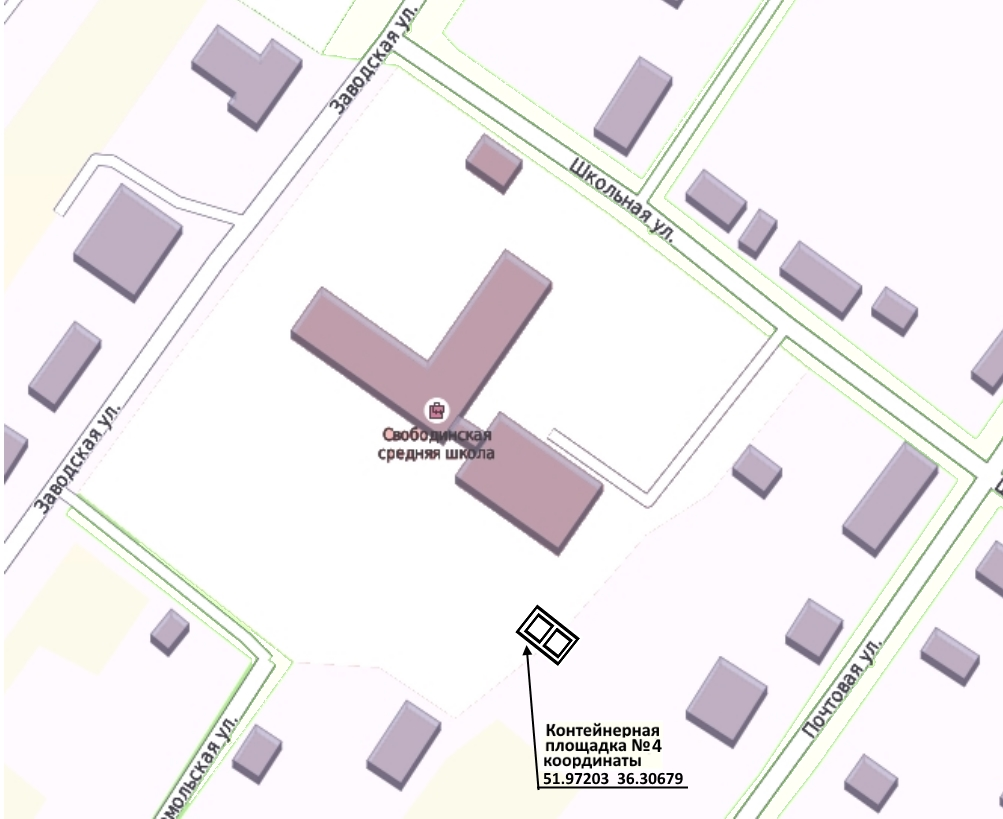 Заводская ул.
Школьная ул.
Свободинская
средняя школа
Заводская ул.
Почтовая ул.
Контейнерная
площадка №4
координаты
51.97203 36.30679